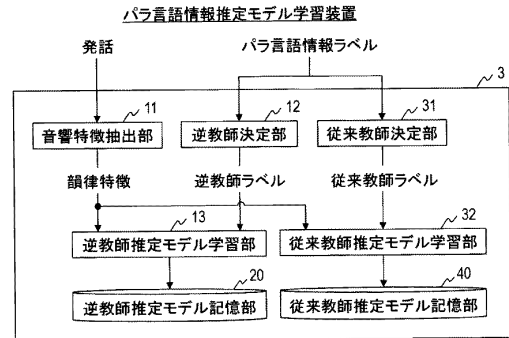 パラ言語情報推定モデル学習装置
発話
パラ言語情報ラベル
3
11
12
31
音響特徴抽出部
逆教師決定部
従来教師決定部
韻律特徴
逆教師ラベル
従来教師ラベル
13
32
逆教師推定モデル学習部
従来教師推定モデル学習部
20
40
逆教師推定モデル記憶部
従来教師推定モデル記憶部